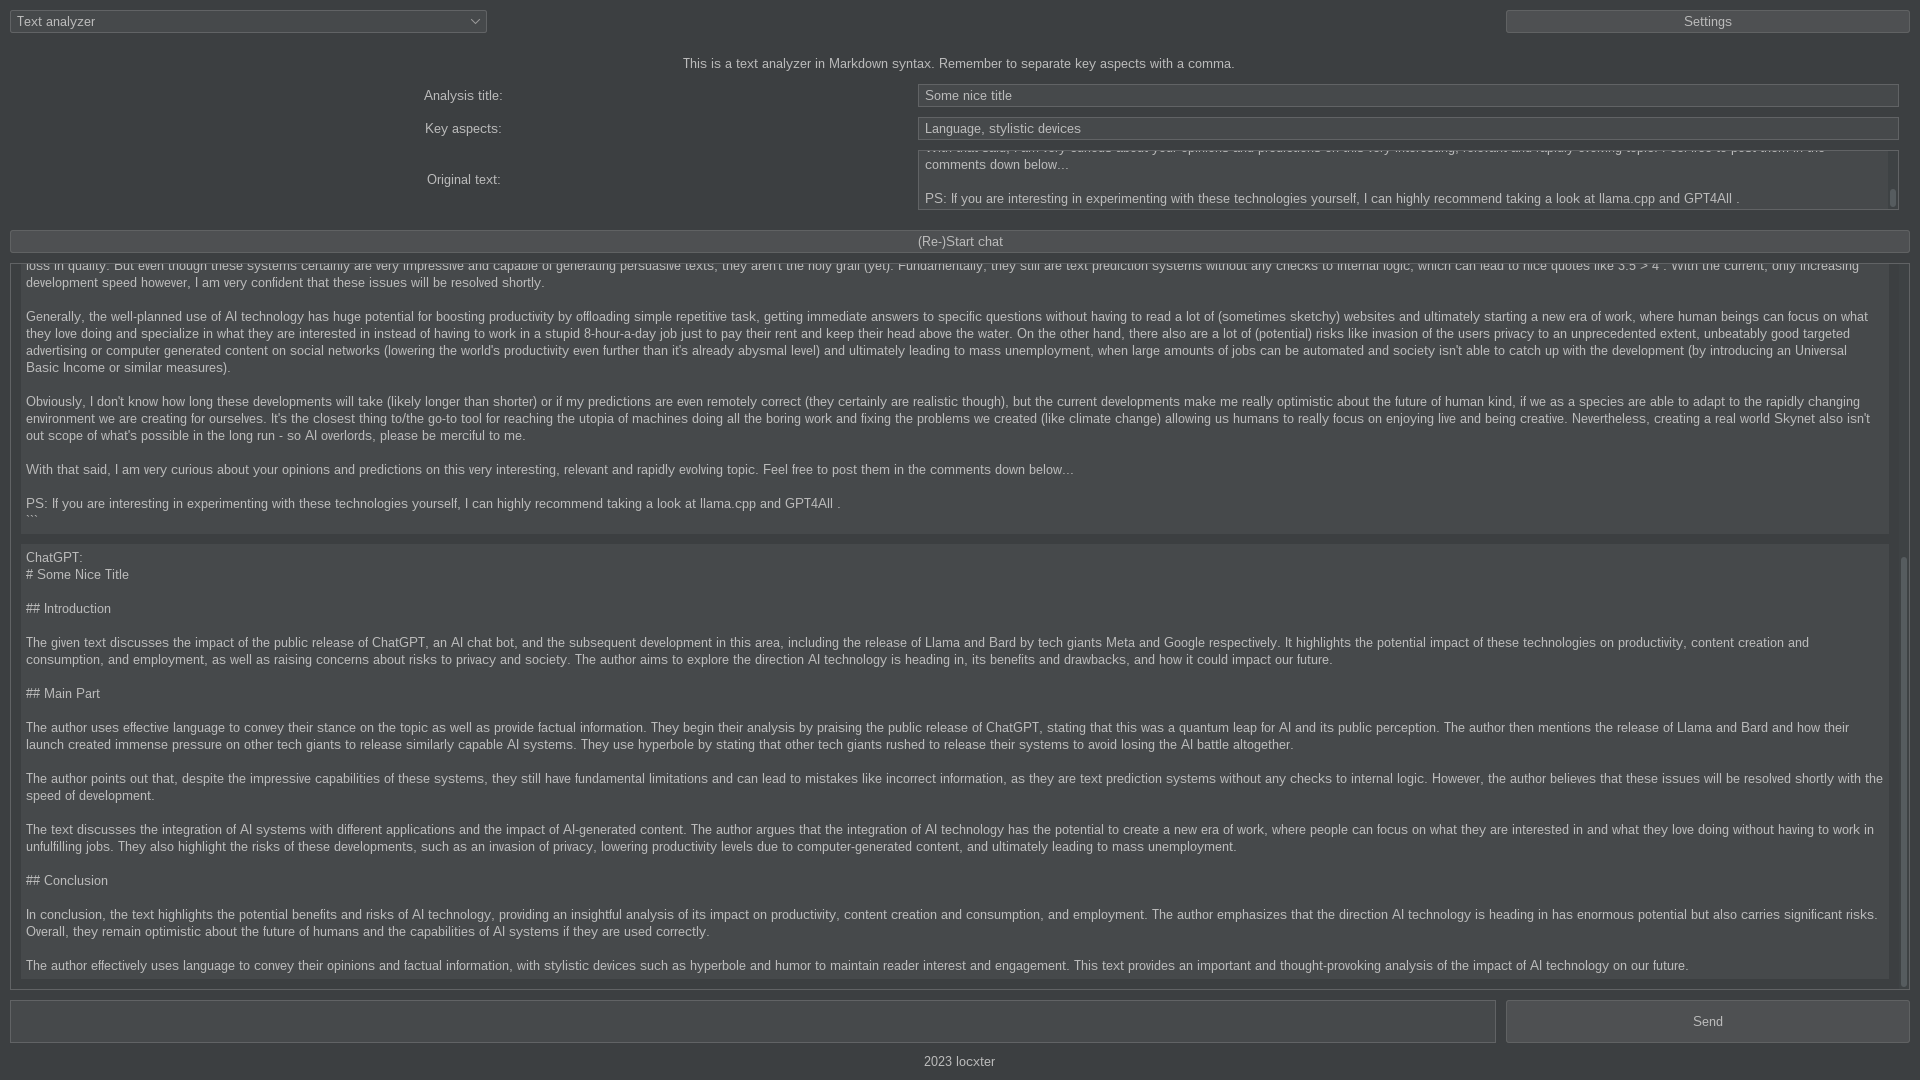 Text analyzer
Settings
This is a text analyzer in Markdown syntax. Remember to separate key aspects with a comma.
Analysis title:
Some nice title
Key aspects:
Language, stylistic devices
Original text:
With that said, I am very curious about your opinions and predictions on this very interesting, relevant and rapidly evolving topic. Feel free to post them in the
comments down below...
PS: If you are interesting in experimenting with these technologies yourself, I can highly recommend taking a look at llama.cpp and GPT4All .
(Re-)Start chat
loss in quality. But even though these systems certainly are very impressive and capable of generating persuasive texts, they aren't the holy grail (yet). Fundamentally, they still are text prediction systems without any checks to internal logic, which can lead to nice quotes like 3.5 > 4 . With the current, only increasing
development speed however, I am very confident that these issues will be resolved shortly.
Generally, the well-planned use of AI technology has huge potential for boosting productivity by offloading simple repetitive task, getting immediate answers to specific questions without having to read a lot of (sometimes sketchy) websites and ultimately starting a new era of work, where human beings can focus on what
they love doing and specialize in what they are interested in instead of having to work in a stupid 8-hour-a-day job just to pay their rent and keep their head above the water. On the other hand, there also are a lot of (potential) risks like invasion of the users privacy to an unprecedented extent, unbeatably good targeted
advertising or computer generated content on social networks (lowering the world's productivity even further than it's already abysmal level) and ultimately leading to mass unemployment, when large amounts of jobs can be automated and society isn't able to catch up with the development (by introducing an Universal
Basic Income or similar measures).
Obviously, I don't know how long these developments will take (likely longer than shorter) or if my predictions are even remotely correct (they certainly are realistic though), but the current developments make me really optimistic about the future of human kind, if we as a species are able to adapt to the rapidly changing
environment we are creating for ourselves. It's the closest thing to/the go-to tool for reaching the utopia of machines doing all the boring work and fixing the problems we created (like climate change) allowing us humans to really focus on enjoying live and being creative. Nevertheless, creating a real world Skynet also isn't
out scope of what's possible in the long run - so AI overlords, please be merciful to me.
With that said, I am very curious about your opinions and predictions on this very interesting, relevant and rapidly evolving topic. Feel free to post them in the comments down below...
PS: If you are interesting in experimenting with these technologies yourself, I can highly recommend taking a look at llama.cpp and GPT4All .
```
ChatGPT:
# Some Nice Title
## Introduction
The given text discusses the impact of the public release of ChatGPT, an AI chat bot, and the subsequent development in this area, including the release of Llama and Bard by tech giants Meta and Google respectively. It highlights the potential impact of these technologies on productivity, content creation and
consumption, and employment, as well as raising concerns about risks to privacy and society. The author aims to explore the direction AI technology is heading in, its benefits and drawbacks, and how it could impact our future.
## Main Part
The author uses effective language to convey their stance on the topic as well as provide factual information. They begin their analysis by praising the public release of ChatGPT, stating that this was a quantum leap for AI and its public perception. The author then mentions the release of Llama and Bard and how their
launch created immense pressure on other tech giants to release similarly capable AI systems. They use hyperbole by stating that other tech giants rushed to release their systems to avoid losing the AI battle altogether.
The author points out that, despite the impressive capabilities of these systems, they still have fundamental limitations and can lead to mistakes like incorrect information, as they are text prediction systems without any checks to internal logic. However, the author believes that these issues will be resolved shortly with the
speed of development.
The text discusses the integration of AI systems with different applications and the impact of AI-generated content. The author argues that the integration of AI technology has the potential to create a new era of work, where people can focus on what they are interested in and what they love doing without having to work in
unfulfilling jobs. They also highlight the risks of these developments, such as an invasion of privacy, lowering productivity levels due to computer-generated content, and ultimately leading to mass unemployment.
## Conclusion
In conclusion, the text highlights the potential benefits and risks of AI technology, providing an insightful analysis of its impact on productivity, content creation and consumption, and employment. The author emphasizes that the direction AI technology is heading in has enormous potential but also carries significant risks.
Overall, they remain optimistic about the future of humans and the capabilities of AI systems if they are used correctly.
The author effectively uses language to convey their opinions and factual information, with stylistic devices such as hyperbole and humor to maintain reader interest and engagement. This text provides an important and thought-provoking analysis of the impact of AI technology on our future.
Send
2023 locxter